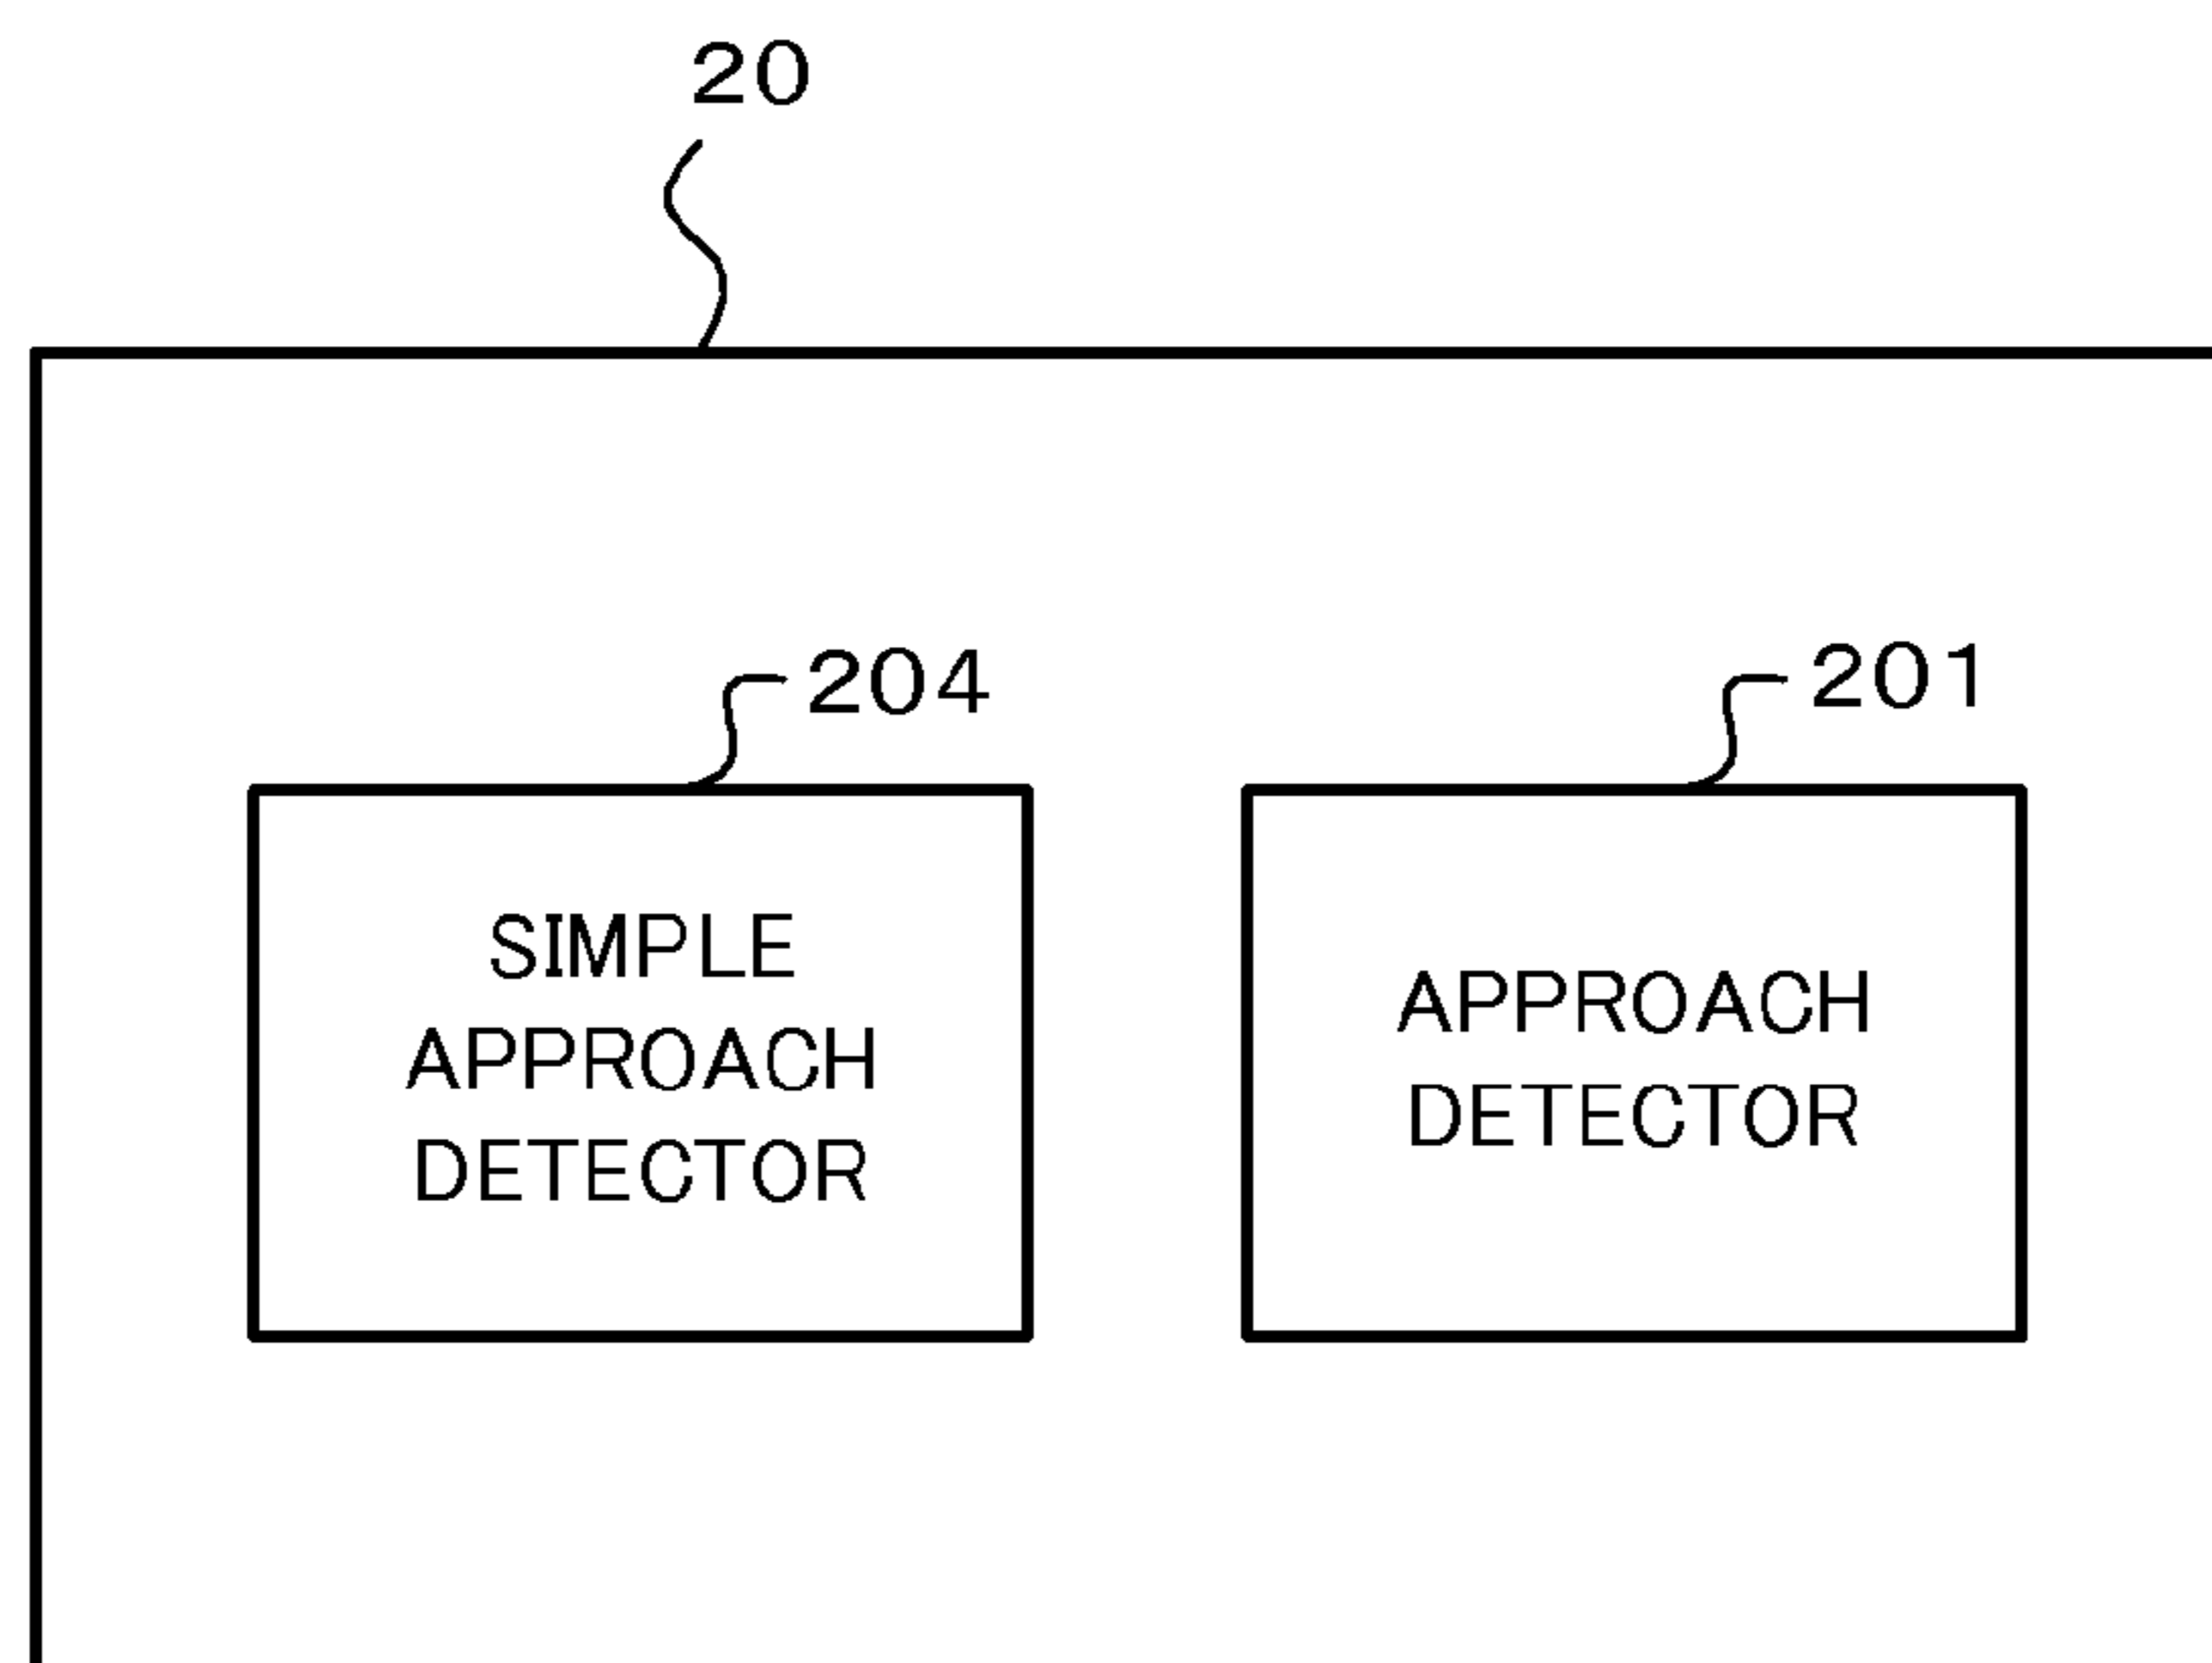 20
204
201
SIMPLE
APPROACH
DETECTOR
APPROACH
DETECTOR